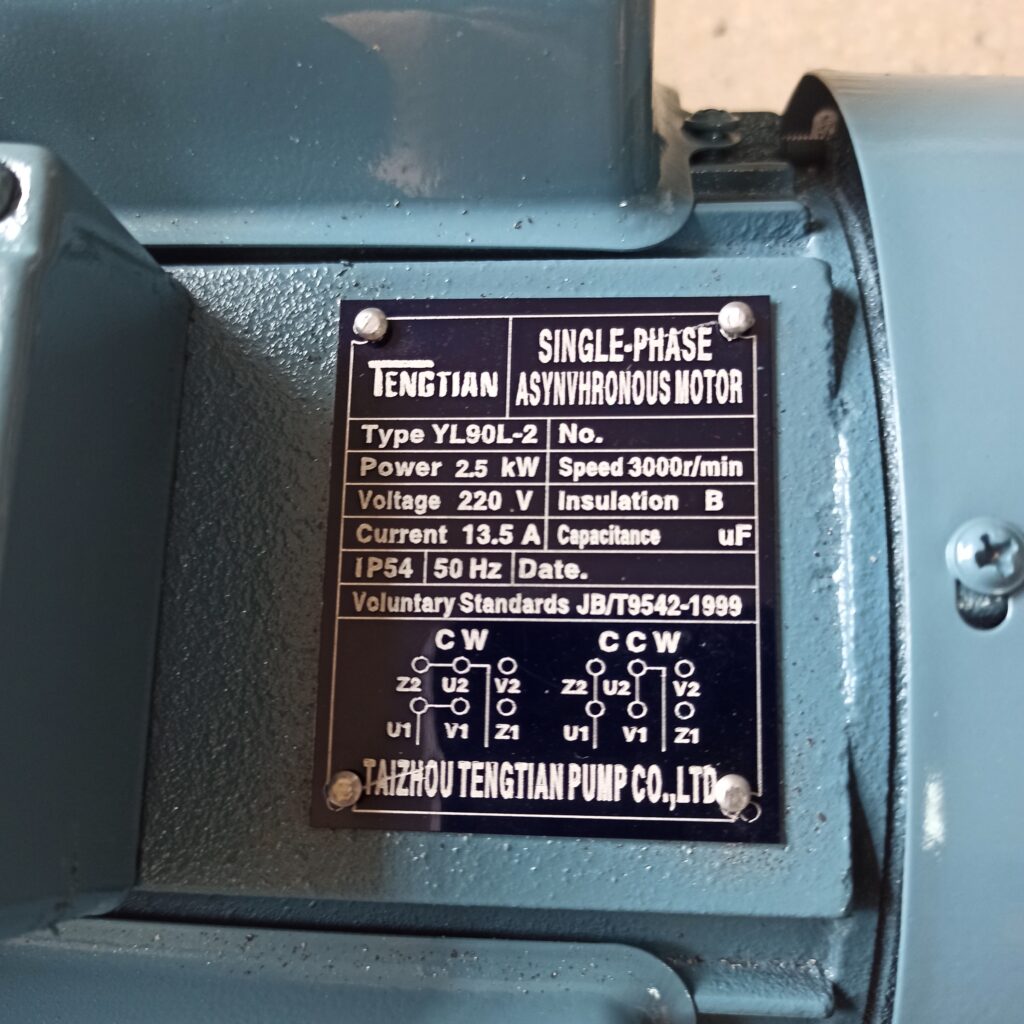 TENGTIAN
SINGLE-PHASE
ASYNVHRONOUS MOTOR
Type YL90L-2 No.
Power 2.5 kW Speed 3000r/min
Voltage 220 V Insulation B
Current 13.5 A Capacitance uF
IP54 50 Hz Date.
Voluntary Standards JB/T9542-1999
CW CCW
Z2 U2 V2 Z2 U2 V2
U1 V1 Z1 U1 V1 Z1
TAIZHOU TENGTIAN PUMP CO.,LTD